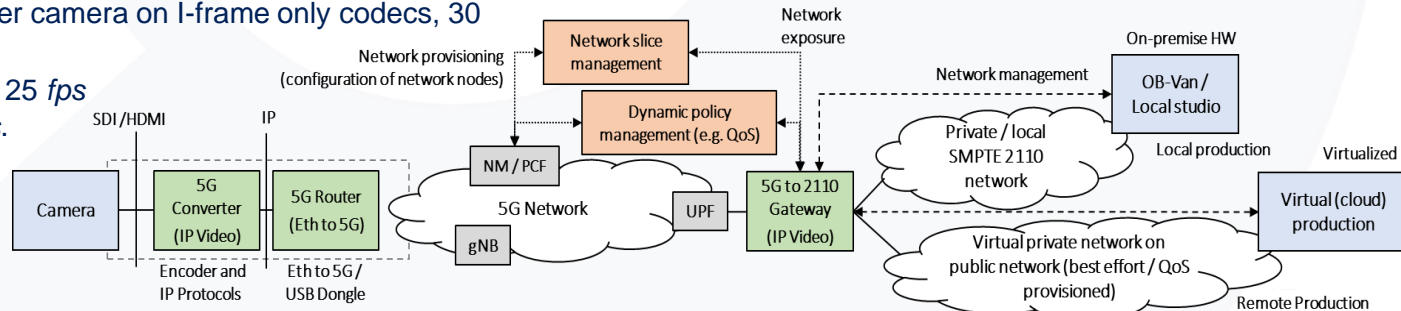 er camera on I-frame only codecs, 30
25 fps
Network provisioning
(configuration of network nodes)
Network slice
management
Network
exposure
Dynamic policy
management (e.g. QoS)
Network management
On-premise HW
OB-Van /
Local studio
Local production
Private / local
SMPTE 2110
network
SDI/HDMI
IP
Camera
5G
Converter
(IP Video)
5G Router
(Eth to 5G)
Encoder and
IP Protocols
Eth to 5G /
USB Dongle
NM / PCF
5G Network
gNB
UPF
5G to 2110
Gateway
(IP Video)
Virtualized
Virtual (cloud)
production
Virtual private network on
public network (best effort / QoS
provisioned)
Remote Production